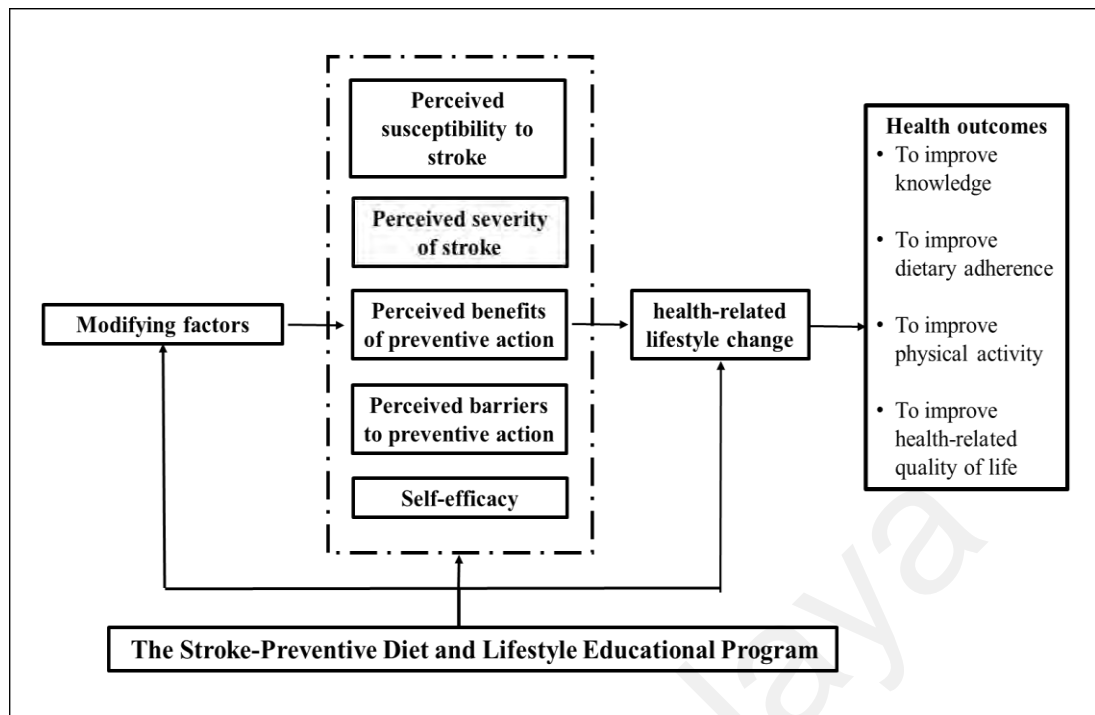 Perceived
susceptibility to
stroke
Perceived severity
of stroke
Modifying factors
Perceived benefits
of preventive action
Perceived barriers
to preventive action
Self-efficacy
health-related
lifestyle change
Health outcomes
• To improve
knowledge
• To improve
dietary adherence
• To improve
physical activity
• To improve
health-related
quality of life
The Stroke-Preventive Diet and Lifestyle Educational Program
laya